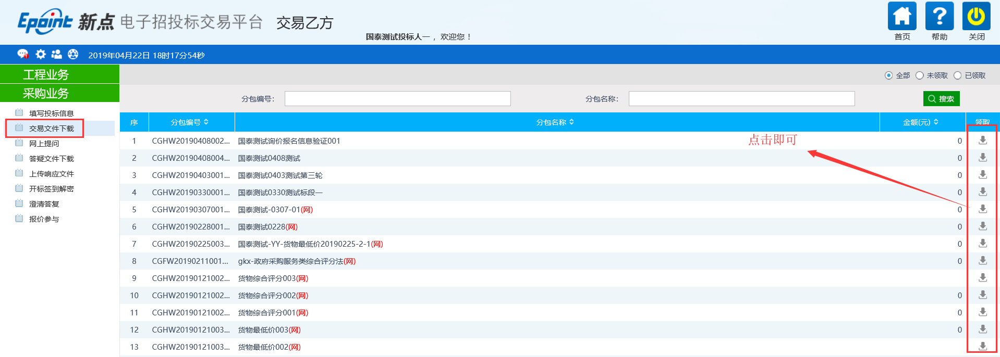 Epoint 新点 电子招投标交易平台 交易乙方
国泰测试投标人一 ，欢迎您！
首页 帮助 关闭
2019年04月22日 18时17分54秒
工程业务
采购业务
填写投标信息
交易文件下载
网上提问
答疑文件下载
上传响应文件
开标签到解密
澄清答复
报价参与
全部 未领取 已领取
分包编号： 分包名称： 搜索
序 分包编号 分包名称 金额(元) 领取
1 CGHW20190408002... 国泰测试询价报名信息验证001 0
点击即可
2 CGHW20190408004... 国泰测试0408测试 0
3 CGHW20190403001... 国泰测试0403测试第三轮 0
4 CGHW20190330001... 国泰测试0330测试标段一 0
5 CGHW20190307001... 国泰测试-0307-01(网) 0
6 CGHW20190228001... 国泰测试0228(网) 0
7 CGHW20190225003... 国泰测试-YY-货物最低价20190225-2-1(网) 0
8 CGFW20190211001... gkx-政府采购服务类综合评分法(网) 0
9 CGHW20190121002... 货物综合评分003(网)
10 CGHW20190121002... 货物综合评分002(网) 0
11 CGHW20190121002... 货物综合评分001(网) 0
12 CGHW20190121003... 货物最低价003(网) 0
13 CGHW20190121003... 货物最低价002(网)